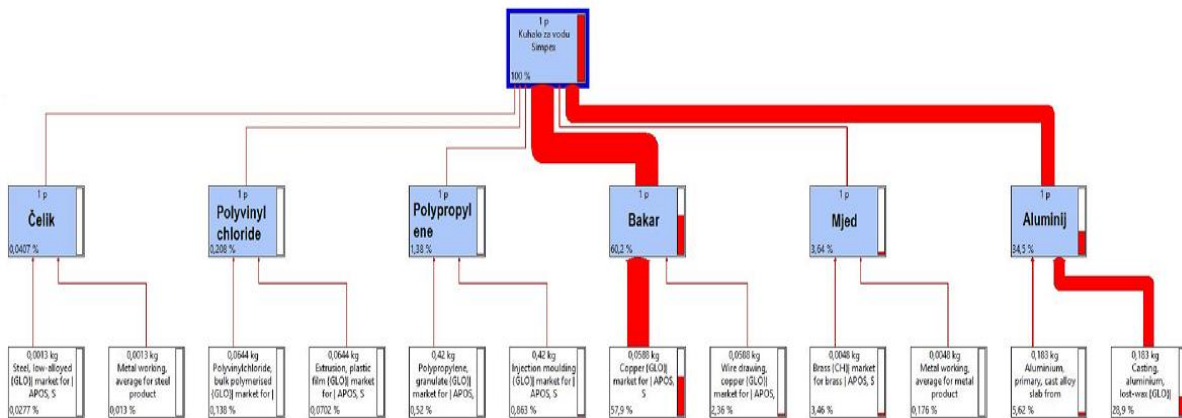 1 p
Kuhalo za vodu
Simpex
100 %
1 p
Čelik
0,0407 %
1 p
Polyvinyl
chloride
0,208 %
1 p
Polypropyl
ene
1,38 %
1 p
Bakar
60,2 %
1 p
Mjed
3,64 %
1 p
Aluminij
34,5 %
0,0013 kg
Steel, low-alloyed
{GLO}| market for |
APOS, S
0,0277 %
0,0013 kg
Metal working,
average for steel
product
0,013 %
0,0644 kg
Polyvinylchloride,
bulk polymerised
{GLO}| market for |
0,138 %
0,0644 kg
Extrusion, plastic
film {GLO}| market
for | APOS, S
0,0702 %
0,42 kg
Polypropylene,
granulate {GLO}|
market for | APOS,
0,52 %
0,42 kg
Injection moulding
{GLO}| market for |
APOS, S
0,863 %
0,0588 kg
Copper {GLO}|
market for | APOS,
S
57,9 %
0,0588 kg
Wire drawing,
copper {GLO}|
market for | APOS,
2,36 %
0,0048 kg
Brass {CH}| market
for brass | APOS, S
3,46 %
0,0048 kg
Metal working,
average for metal
product
0,176 %
0,183 kg
Aluminium,
primary, cast alloy
slab from
5,62 %
0,183 kg
Casting,
aluminium,
lost-wax {GLO}|
28,9 %